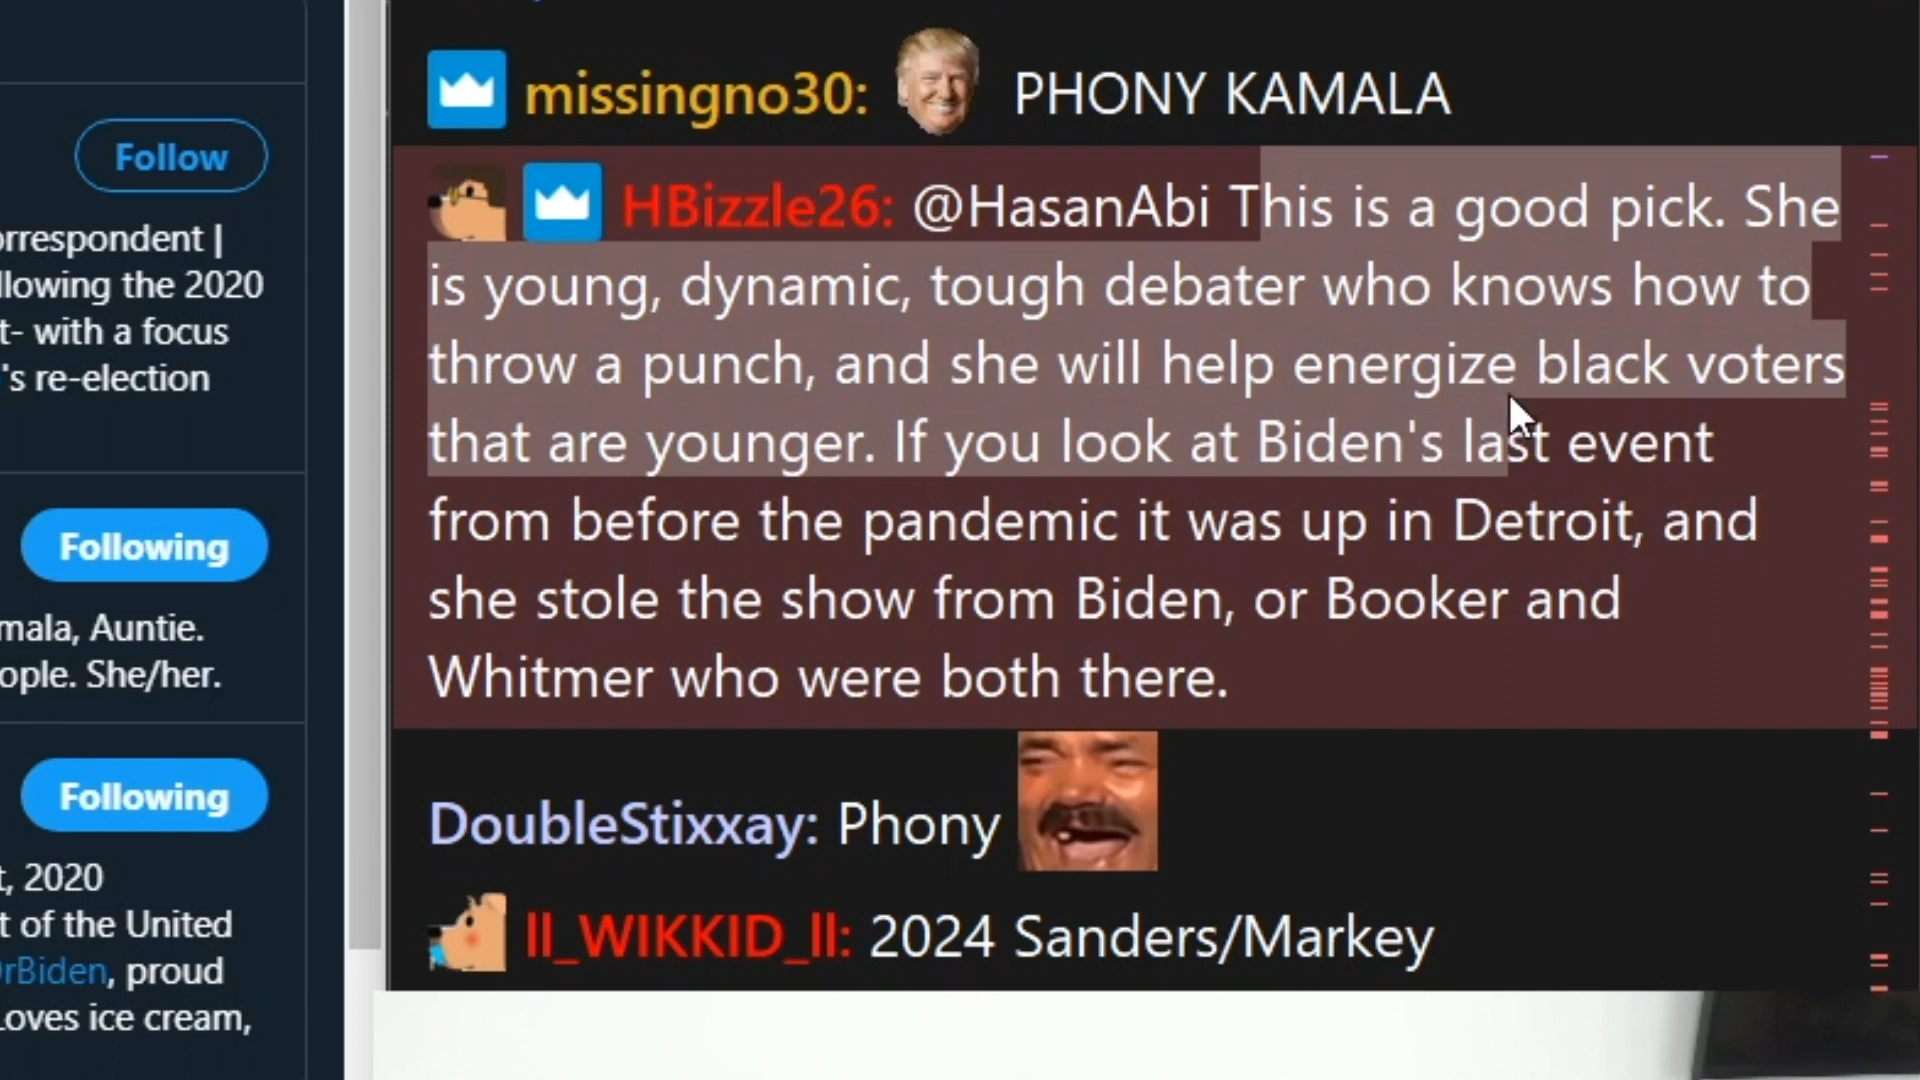 missingno30: PHONY KAMALA
HBizzle26: @HasanAbi This is a good pick. She
is young, dynamic, tough debater who knows how to
throw a punch, and she will help energize black voters
that are younger. If you look at Biden's last event
from before the pandemic it was up in Detroit, and
she stole the show from Biden, or Booker and
Whitmer who were both there.
DoubleStixxay: Phony
ll_WIKKID_ll: 2024 Sanders/Markey
Follow
orrespondent |
llowing the 2020
t- with a focus
's re-election
Following
mala, Auntie.
ople. She/her.
Following
t, 2020
t of the United
OrBiden, proud
Loves ice cream,